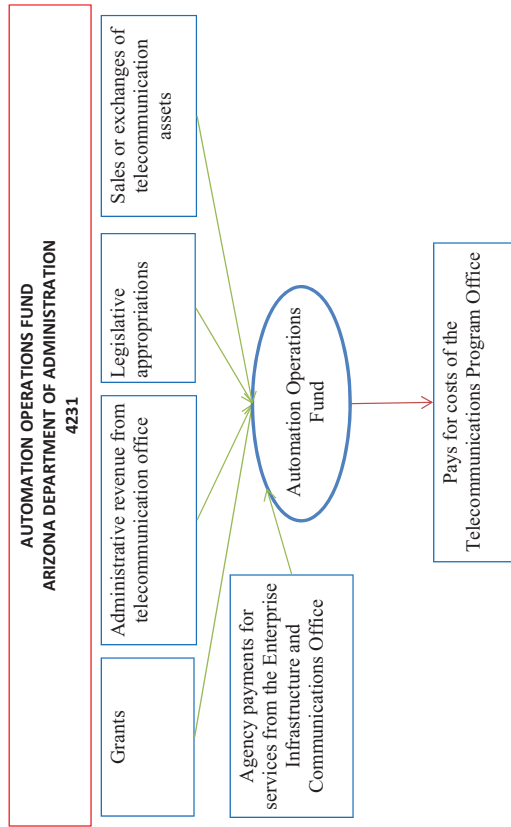 AUTOMATION OPERATIONS FUND
ARIZONA DEPARTMENT OF ADMINISTRATION
4231
Grants
Administrative revenue from
telecommunication office
Legislative
appropriations
Sales or exchanges of
telecommunication
assets
Agency payments for
services from the Enterprise
Infrastructure and
Communications Office
Automation Operations
Fund
Pays for costs of the
Telecommunications Program Office